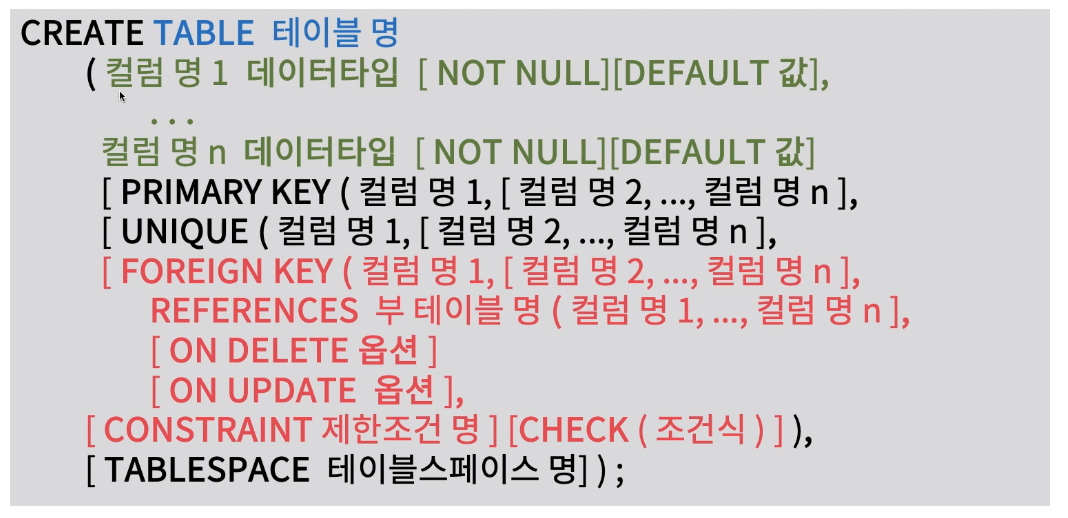 CREATE TABLE 테이블 명
( 컬럼 명 1 데이터타입 [ NOT NULL][DEFAULT 값],
. . .
컬럼 명 n 데이터타입 [ NOT NULL][DEFAULT 값]
[ PRIMARY KEY ( 컬럼 명 1, [ 컬럼 명 2, ..., 컬럼 명 n ],
[ UNIQUE ( 컬럼 명 1, [ 컬럼 명 2, ..., 컬럼 명 n ],
[ FOREIGN KEY ( 컬럼 명 1, [ 컬럼 명 2, ..., 컬럼 명 n ],
REFERENCES 부 테이블 명 ( 컬럼 명 1, ..., 컬럼 명 n ],
[ ON DELETE 옵션 ]
[ ON UPDATE 옵션 ],
[ CONSTRAINT 제한조건 명 ] [CHECK ( 조건식 ) ] ),
[ TABLESPACE 테이블스페이스 명] ) ;